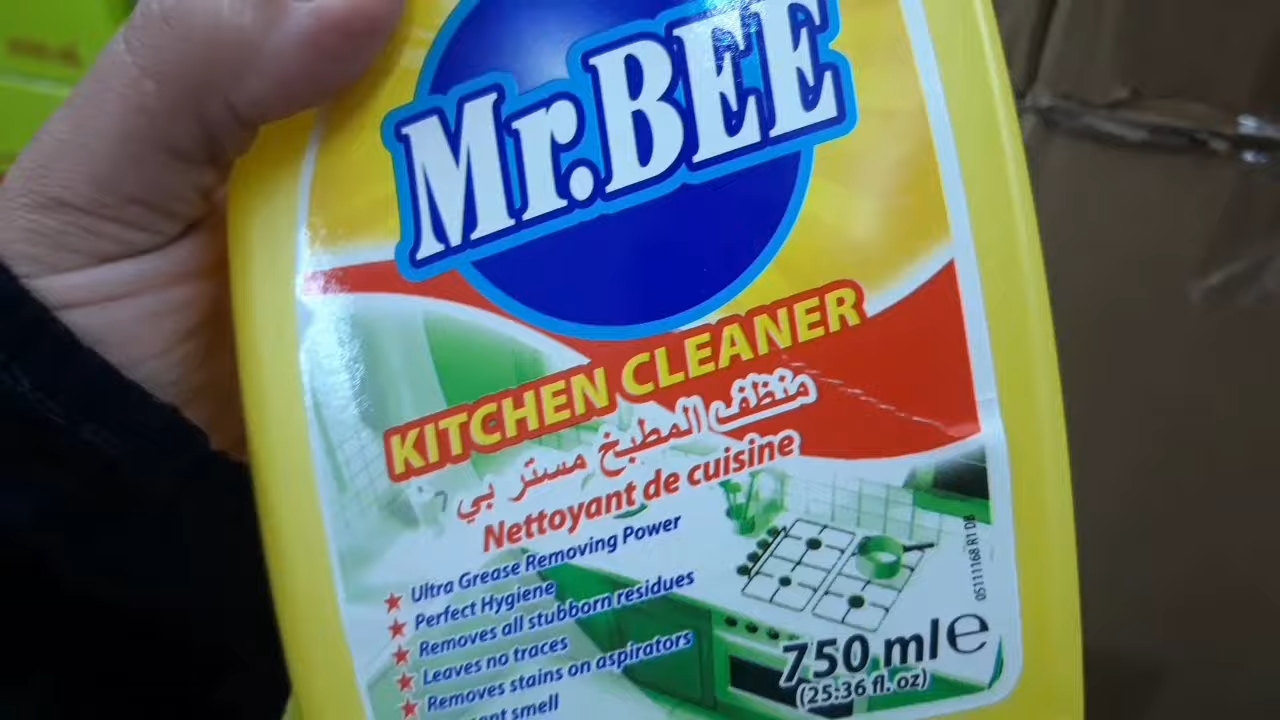 Mr.BEE
KITCHEN CLEANER
منظف المطبخ مستر بي
Nettoyant de cuisine
Ultra Grease Removing Power
Perfect Hygiene
Removes all stubborn residues
Leaves no traces
Removes stains on aspirators
smell
750 ml e
(25.36 fl. oz)
05111168 R1 DB